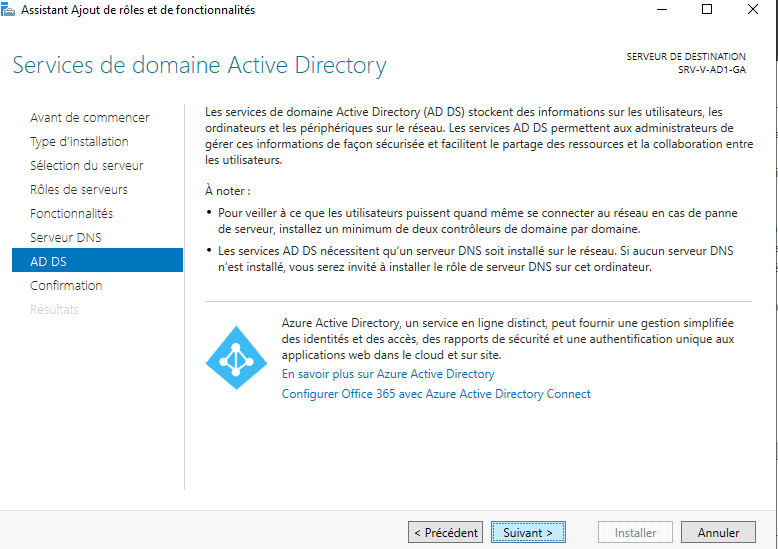 Assistant Ajout de rôles et de fonctionnalités
Services de domaine Active Directory
SERVEUR DE DESTINATION
SRV-V-AD1-GA
Avant de commencer
Type d'installation
Sélection du serveur
Rôles de serveurs
Fonctionnalités
Serveur DNS
AD DS
Confirmation
Résultats
Les services de domaine Active Directory (AD DS) stockent des informations sur les utilisateurs, les
ordinateurs et les périphériques sur le réseau. Les services AD DS permettent aux administrateurs de
gérer ces informations de façon sécurisée et facilitent le partage des ressources et la collaboration entre
les utilisateurs.
À noter :
• Pour veiller à ce que les utilisateurs puissent quand même se connecter au réseau en cas de panne
de serveur, installez un minimum de deux contrôleurs de domaine par domaine.
• Les services AD DS nécessitent qu'un serveur DNS soit installé sur le réseau. Si aucun serveur DNS
n'est installé, vous serez invité à installer le rôle de serveur DNS sur cet ordinateur.
Azure Active Directory, un service en ligne distinct, peut fournir une gestion simplifiée
des identités et des accès, des rapports de sécurité et une authentification unique aux
applications web dans le cloud et sur site.
En savoir plus sur Azure Active Directory
Configurer Office 365 avec Azure Active Directory Connect
< Précédent
Suivant >
Installer
Annuler